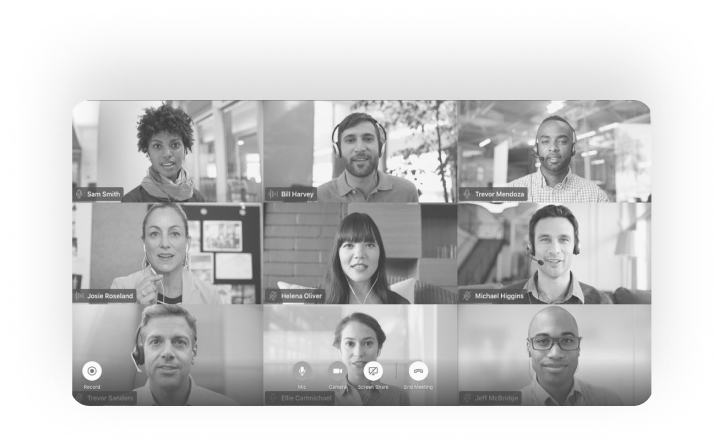 Sam Smith
Bill Harvey
Trevor Mendoza
Josie Roseland
Helena Oliver
Michael Higgins
Record
Mic
Camera
Screen Share
End Meeting
Trevor Sanders
Ellie Carlmichael
Jeff McBridge